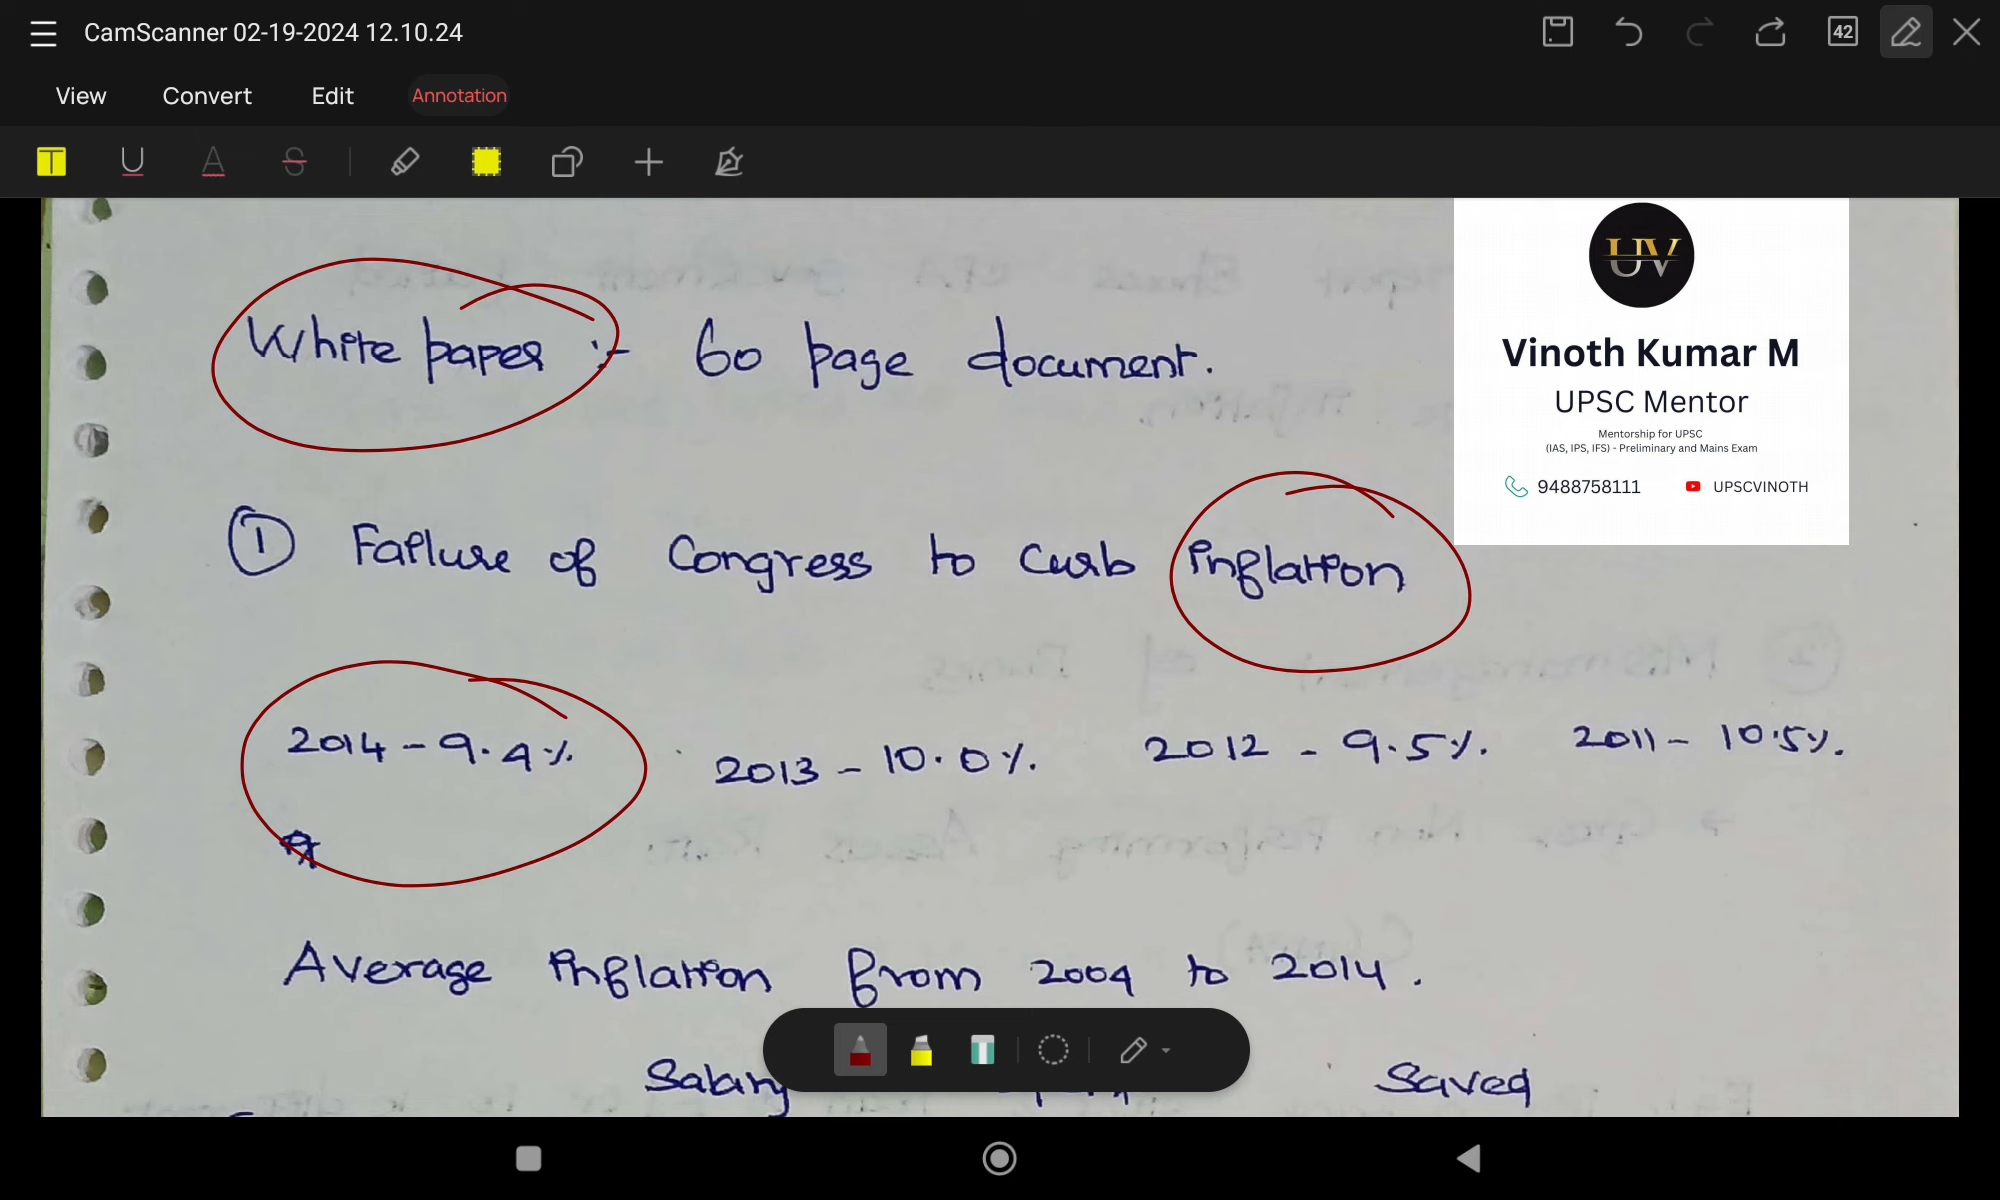 CamScanner 02-19-2024 12.10.24
42
View Convert Edit Annotation
White paper :- 60 page document.
① Failure of Congress to curb inflation
2014 - 9.4%. 2013 - 10.0%. 2012 - 9.5%. 2011 - 10.5%.
Average inflation from 2004 to 2014.
Salary Saved
UV
Vinoth Kumar M
UPSC Mentor
Mentorship for UPSC
(IAS, IPS, IFS) - Preliminary and Mains Exam
9488758111 UPSCVINOTH